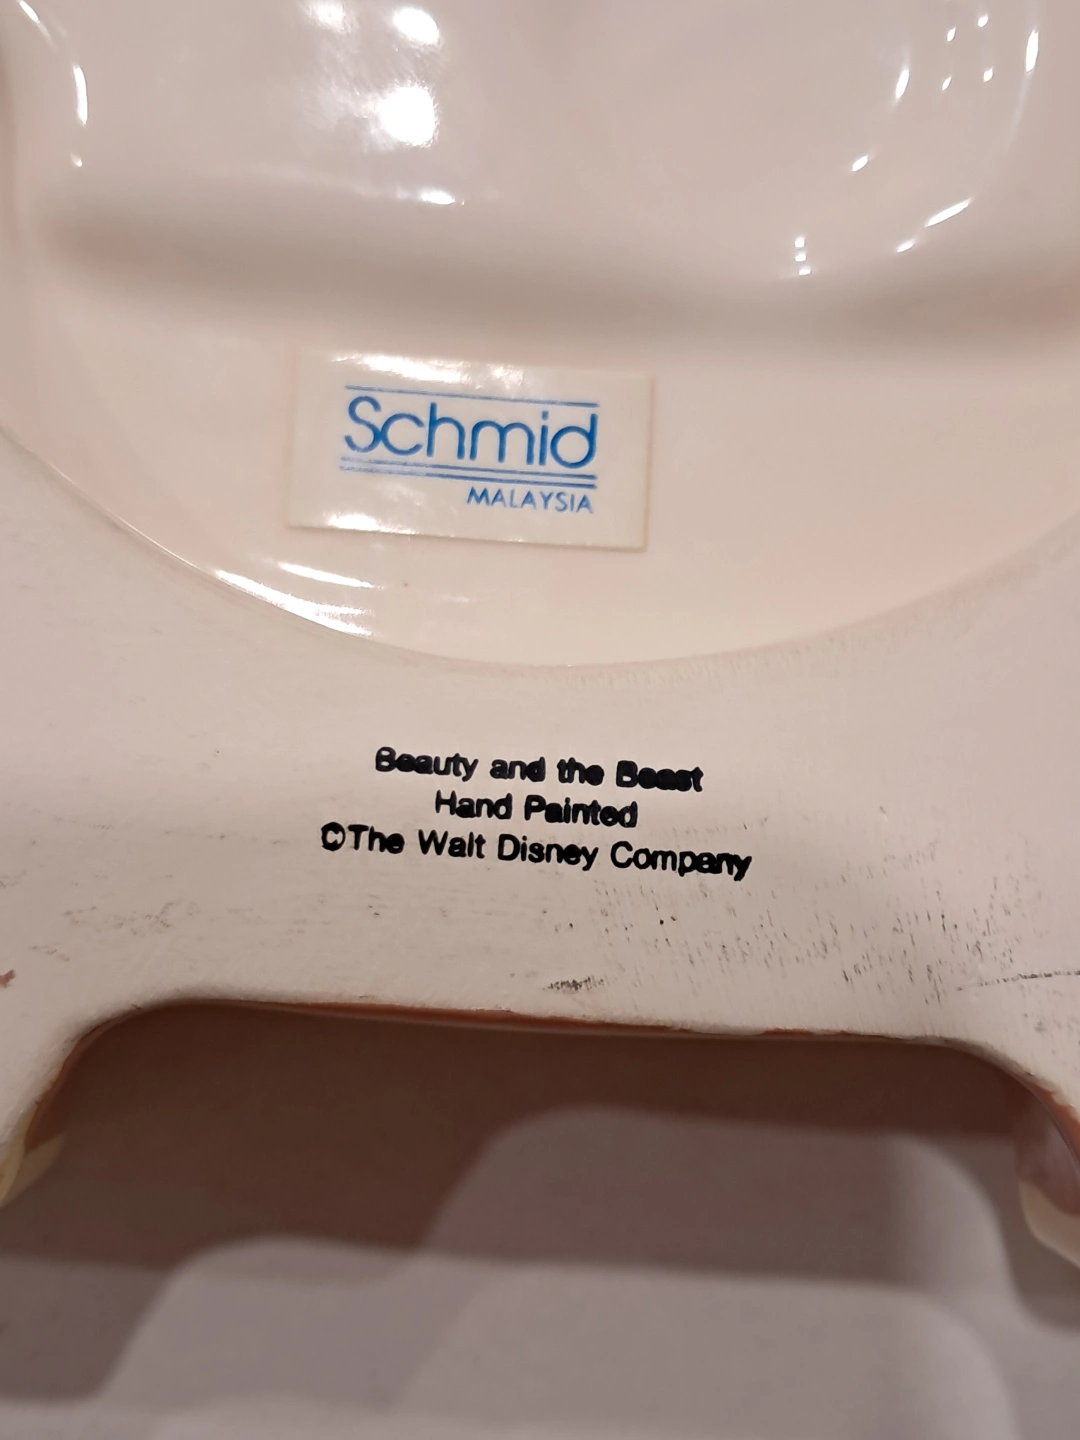 Schmid
MALAYSIA
Beauty and the Beast
Hand Painted
©The Walt Disney Company